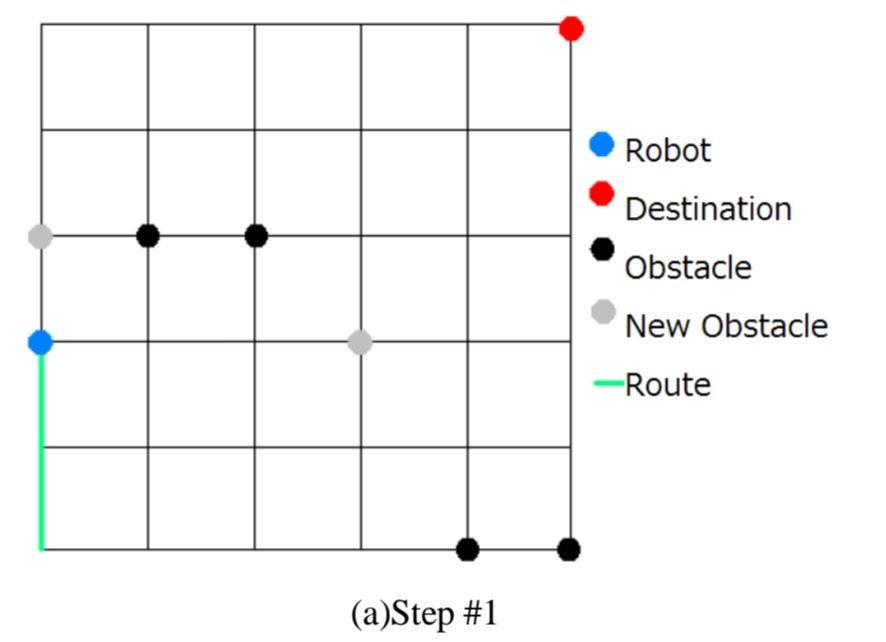 Robot
Destination
Obstacle
New Obstacle
Route
(a)Step #1